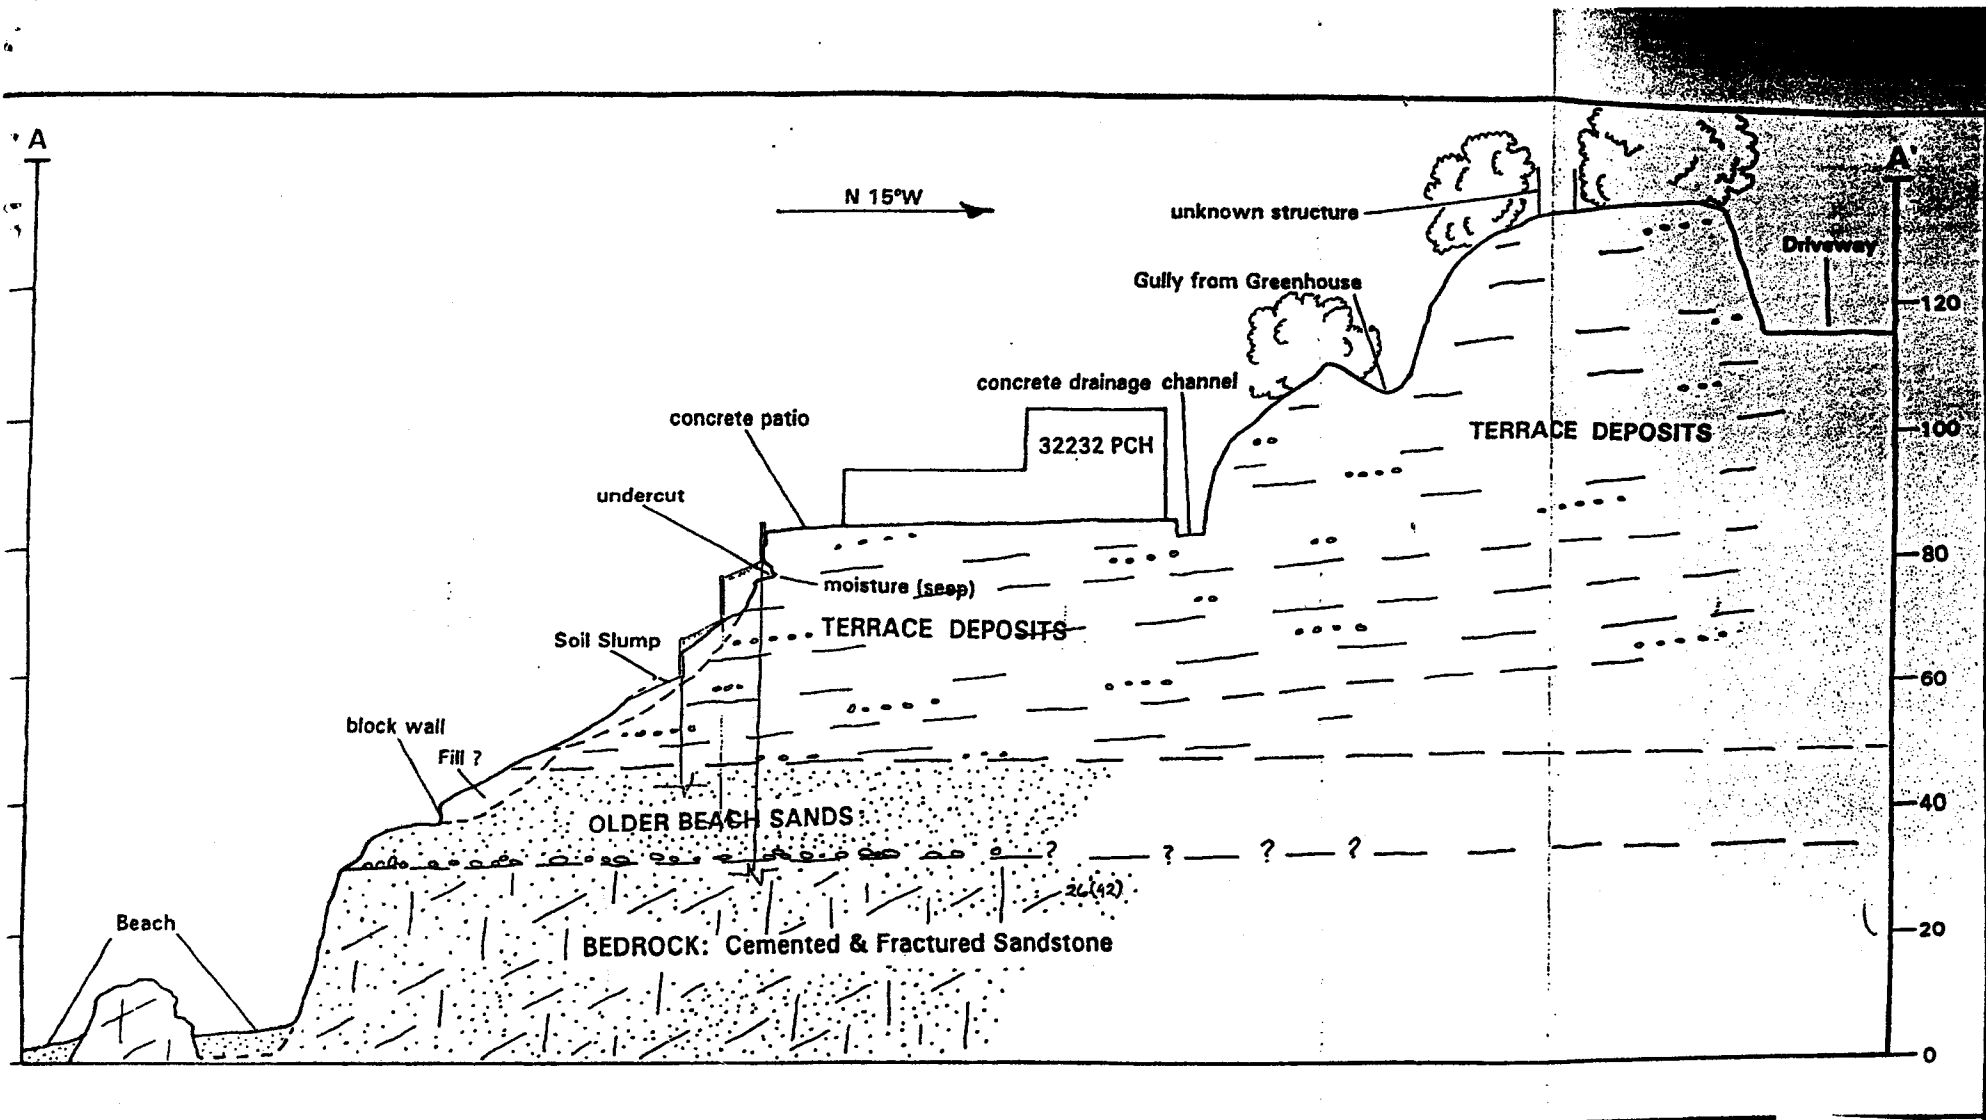 A
A'
N 15°W
unknown structure
Driveway
Gully from Greenhouse
120
concrete drainage channel
concrete patio
32232 PCH
TERRACE DEPOSITS
100
undercut
80
moisture (seep)
TERRACE DEPOSITS
Soil Slump
60
block wall
Fill ?
40
OLDER BEACH SANDS
? ? ? ?
26(42)
Beach
20
BEDROCK: Cemented & Fractured Sandstone
0